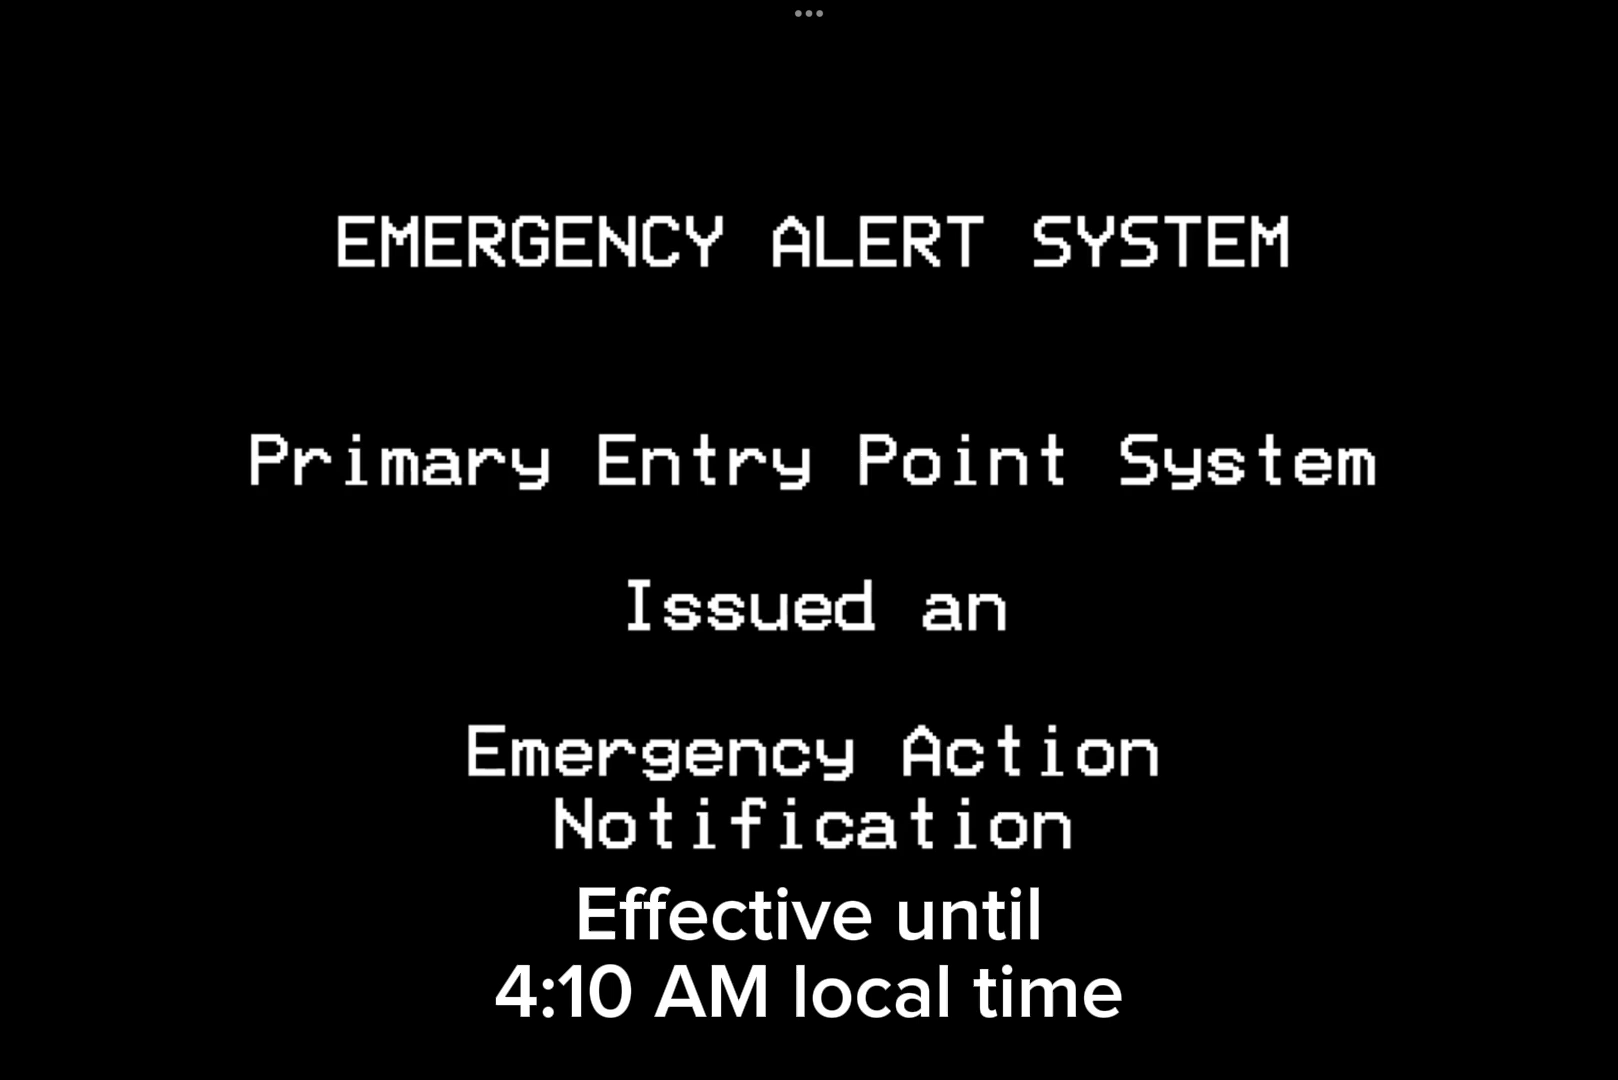 EMERGENCY ALERT SYSTEM
Primary Entry Point System
Issued an
Emergency Action
Notification
Effective until
4:10 AM local time